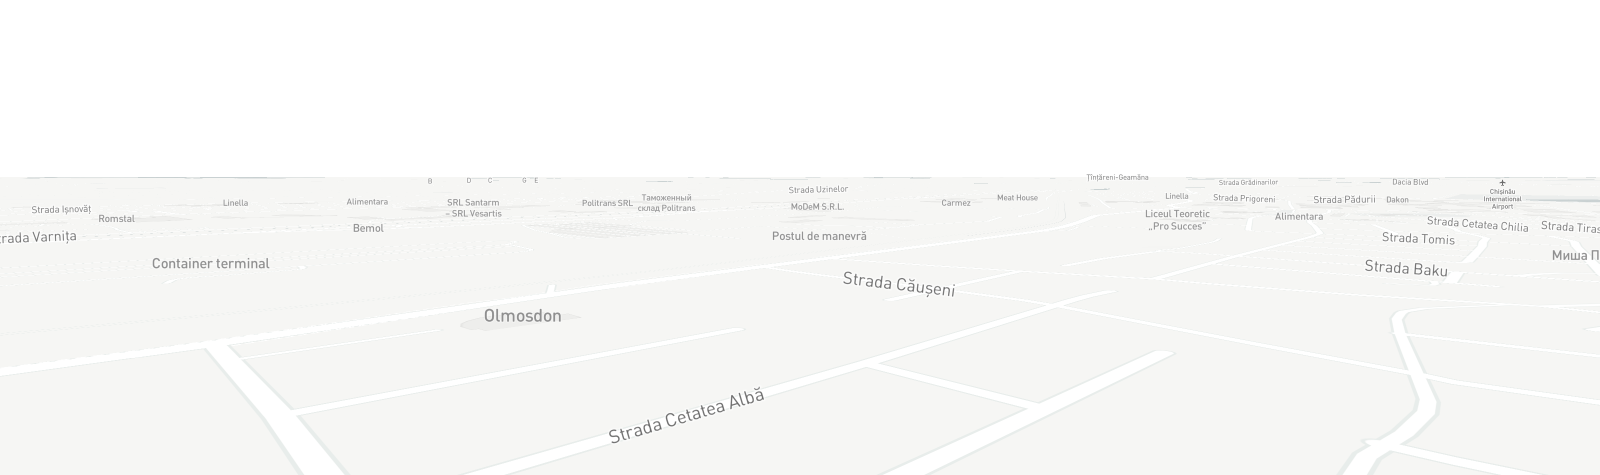 Țînțăreni-Geamăna
B
D
C
G
E
Strada Grădinarilor
Dacia Blvd
Chișinău
International
Airport
Strada Uzinelor
Linella
Strada Prigoreni
Strada Pădurii
Dakon
Meat House
Carmez
Таможенный
склад Politrans
Politrans SRL
MoDeM S.R.L.
SRL Santarm
- SRL Vesartis
Alimentara
Linella
Strada Ișnovăț
Romstal
Bemol
Strada Varnița
Postul de manevră
Liceul Teoretic
„Pro Succes“
Alimentara
Strada Cetatea Chilia
Strada Tiras
Strada Tomis
Миша П
Container terminal
Strada Baku
Strada Căușeni
Olmosdon
Strada Cetatea Albă